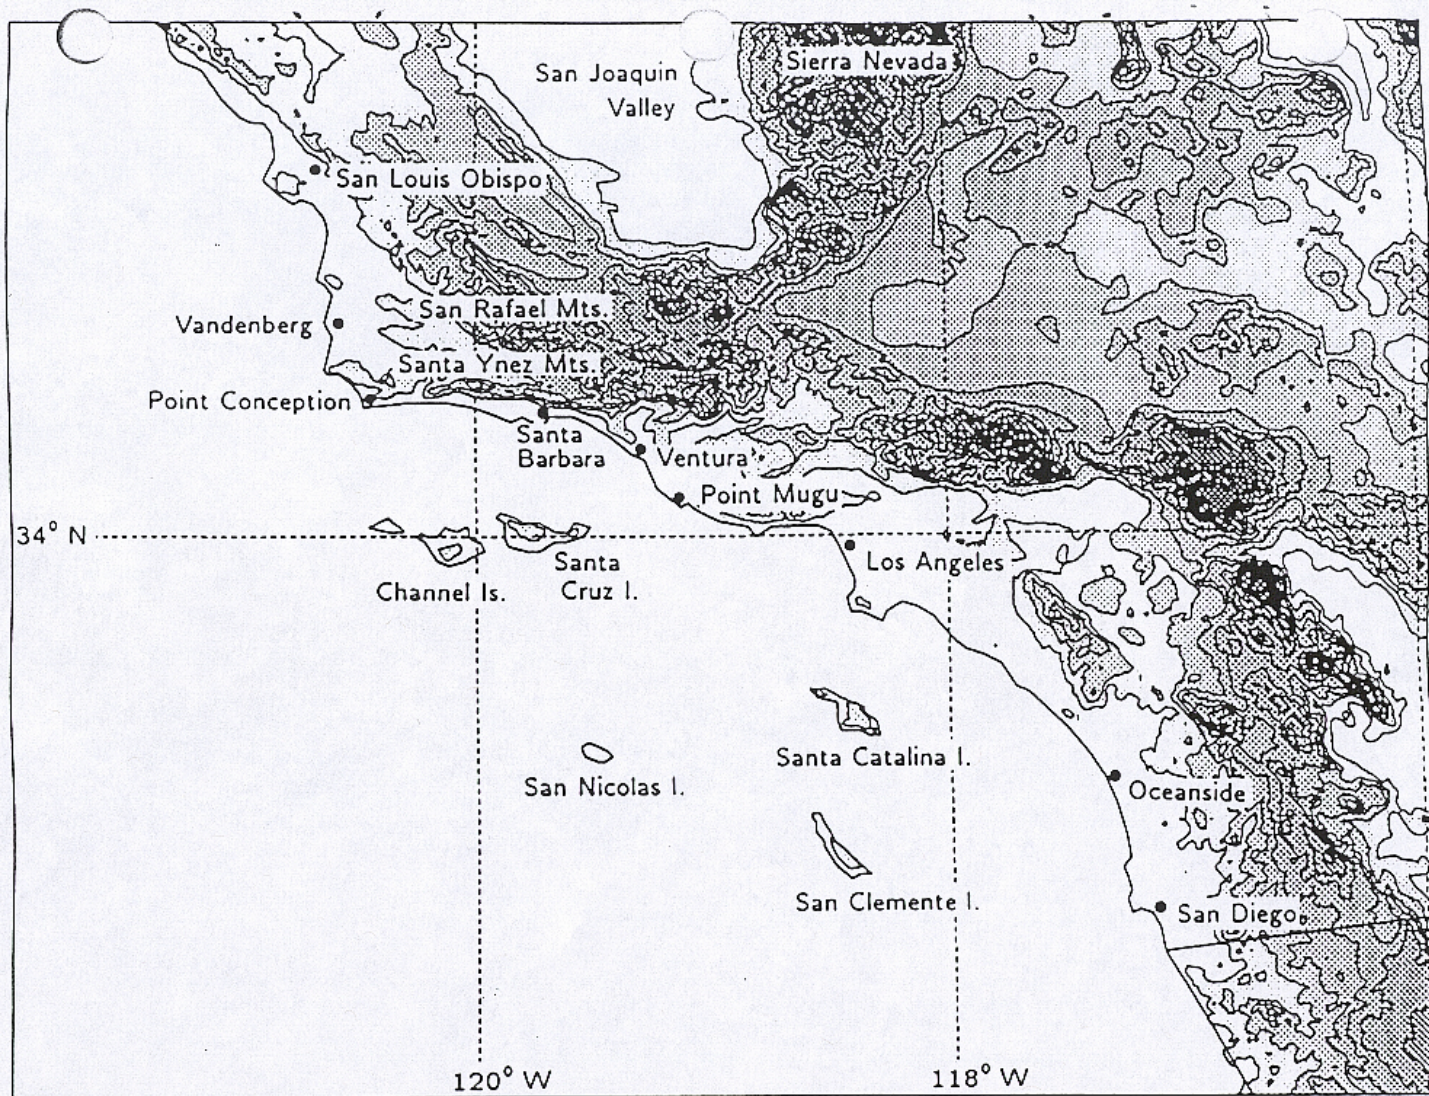 Sierra Nevada
San Joaquin
Valley
San Louis Obispo
San Rafael Mts.
Vandenberg
Santa Ynez Mts.
Point Conception
Santa
Barbara
Ventura
Point Mugu
34° N
Los Angeles
Santa
Cruz I.
Channel Is.
Santa Catalina I.
San Nicolas I.
Oceanside
San Clemente I.
San Diego
120° W
118° W